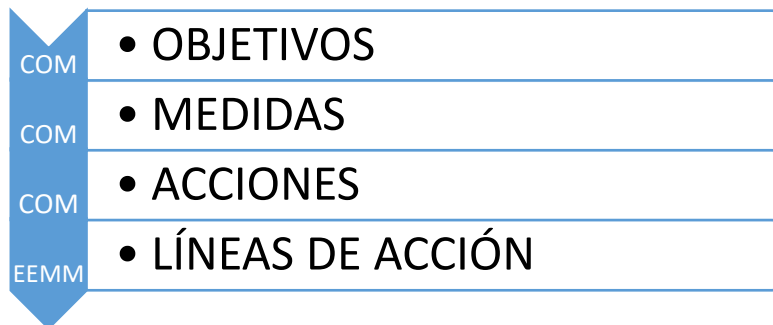 COM
• OBJETIVOS
COM
• MEDIDAS
COM
• ACCIONES
EEMM
• LÍNEAS DE ACCIÓN